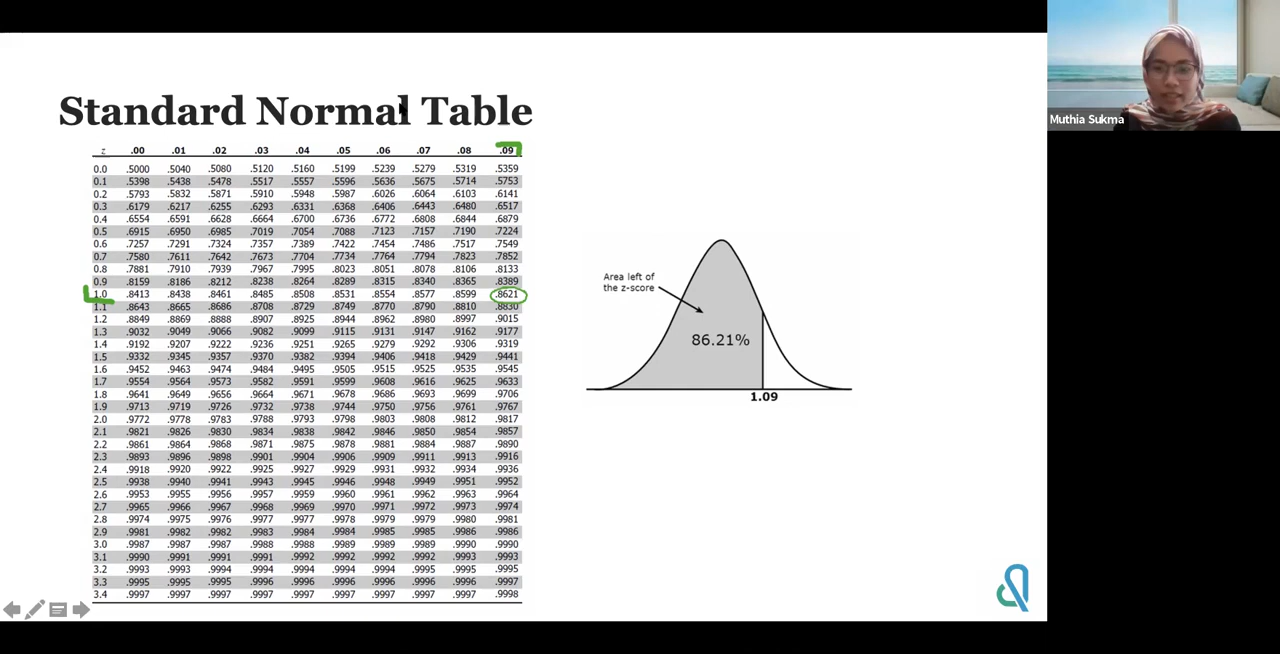 Standard Normal Table
z .00 .01 .02 .03 .04 .05 .06 .07 .08 .09
0.0 .5000 .5040 .5080 .5120 .5160 .5199 .5239 .5279 .5319 .5359
0.1 .5398 .5438 .5478 .5517 .5557 .5596 .5636 .5675 .5714 .5753
0.2 .5793 .5832 .5871 .5910 .5948 .5987 .6026 .6064 .6103 .6141
0.3 .6179 .6217 .6255 .6293 .6331 .6368 .6406 .6443 .6480 .6517
0.4 .6554 .6591 .6628 .6664 .6700 .6736 .6772 .6808 .6844 .6879
0.5 .6915 .6950 .6985 .7019 .7054 .7088 .7123 .7157 .7190 .7224
0.6 .7257 .7291 .7324 .7357 .7389 .7422 .7454 .7486 .7517 .7549
0.7 .7580 .7611 .7642 .7673 .7704 .7734 .7764 .7794 .7823 .7852
0.8 .7881 .7910 .7939 .7967 .7995 .8023 .8051 .8078 .8106 .8133
0.9 .8159 .8186 .8212 .8238 .8264 .8289 .8315 .8340 .8365 .8389
1.0 .8413 .8438 .8461 .8485 .8508 .8531 .8554 .8577 .8599 .8621
1.1 .8643 .8665 .8686 .8708 .8729 .8749 .8770 .8790 .8810 .8830
1.2 .8849 .8869 .8888 .8907 .8925 .8944 .8962 .8980 .8997 .9015
1.3 .9032 .9049 .9066 .9082 .9099 .9115 .9131 .9147 .9162 .9177
1.4 .9192 .9207 .9222 .9236 .9251 .9265 .9279 .9292 .9306 .9319
1.5 .9332 .9345 .9357 .9370 .9382 .9394 .9406 .9418 .9429 .9441
1.6 .9452 .9463 .9474 .9484 .9495 .9505 .9515 .9525 .9535 .9545
1.7 .9554 .9564 .9573 .9582 .9591 .9599 .9608 .9616 .9625 .9633
1.8 .9641 .9649 .9656 .9664 .9671 .9678 .9686 .9693 .9699 .9706
1.9 .9713 .9719 .9726 .9732 .9738 .9744 .9750 .9756 .9761 .9767
2.0 .9772 .9778 .9783 .9788 .9793 .9798 .9803 .9808 .9812 .9817
2.1 .9821 .9826 .9830 .9834 .9838 .9842 .9846 .9850 .9854 .9857
2.2 .9861 .9864 .9868 .9871 .9875 .9878 .9881 .9884 .9887 .9890
2.3 .9893 .9896 .9898 .9901 .9904 .9906 .9909 .9911 .9913 .9916
2.4 .9918 .9920 .9922 .9925 .9927 .9929 .9931 .9932 .9934 .9936
2.5 .9938 .9940 .9941 .9943 .9945 .9946 .9948 .9949 .9951 .9952
2.6 .9953 .9955 .9956 .9957 .9959 .9960 .9961 .9962 .9963 .9964
2.7 .9965 .9966 .9967 .9968 .9969 .9970 .9971 .9972 .9973 .9974
2.8 .9974 .9975 .9976 .9977 .9977 .9978 .9979 .9979 .9980 .9981
2.9 .9981 .9982 .9982 .9983 .9984 .9984 .9985 .9985 .9986 .9986
3.0 .9987 .9987 .9987 .9988 .9988 .9989 .9989 .9989 .9990 .9990
3.1 .9990 .9991 .9991 .9991 .9992 .9992 .9992 .9992 .9993 .9993
3.2 .9993 .9993 .9994 .9994 .9994 .9994 .9994 .9995 .9995 .9995
3.3 .9995 .9995 .9995 .9996 .9996 .9996 .9996 .9996 .9996 .9997
3.4 .9997 .9997 .9997 .9997 .9997 .9997 .9997 .9997 .9997 .9998
Area left of
the z-score
86.21%
1.09
Muthia Sukma